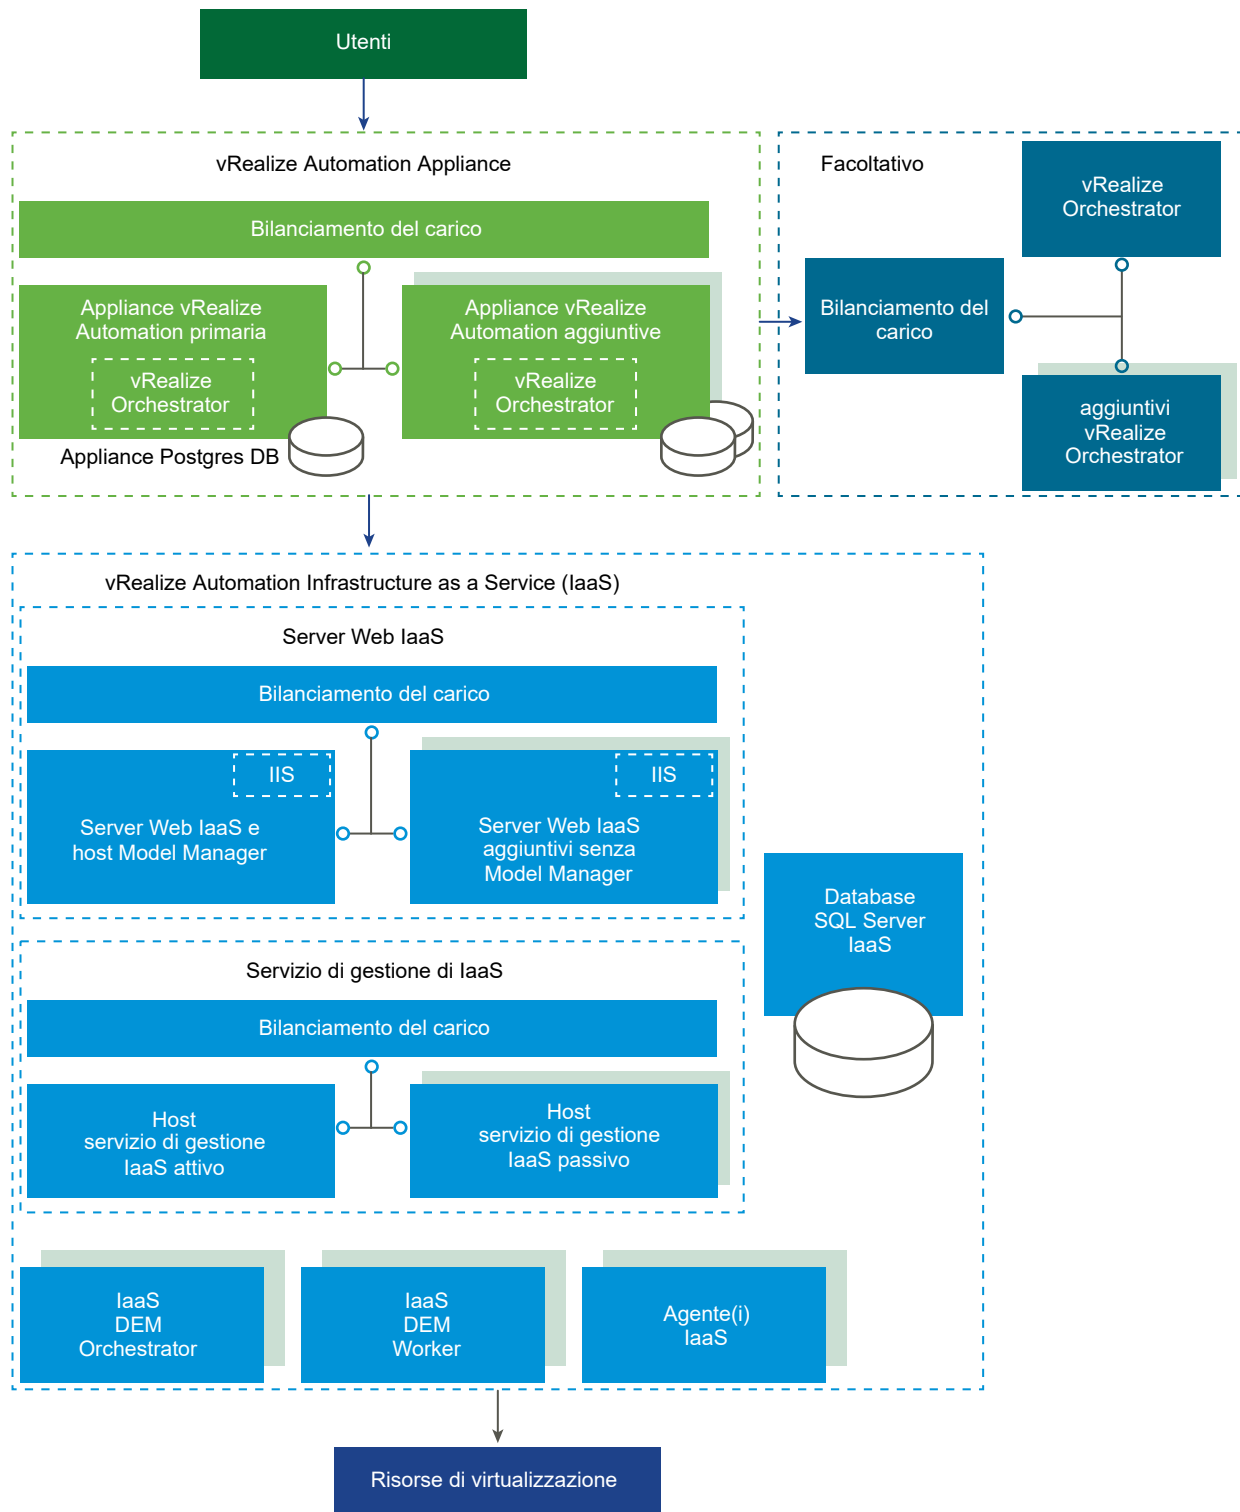 Utenti
vRealize Automation Appliance
Bilanciamento del carico
Appliance vRealize
Automation primaria
vRealize
Orchestrator
Appliance vRealize
Automation aggiuntive
vRealize
Orchestrator
Appliance Postgres DB
Facoltativo
vRealize
Orchestrator
Bilanciamento del
carico
aggiuntivi
vRealize
Orchestrator
vRealize Automation Infrastructure as a Service (IaaS)
Server Web IaaS
Bilanciamento del carico
IIS
Server Web IaaS e
host Model Manager
IIS
Server Web IaaS
aggiuntivi senza
Model Manager
Database
SQL Server
IaaS
Servizio di gestione di IaaS
Bilanciamento del carico
Host
servizio di gestione
IaaS attivo
Host
servizio di gestione
IaaS passivo
IaaS
DEM
Orchestrator
IaaS
DEM
Worker
Agente(i)
IaaS
Risorse di virtualizzazione